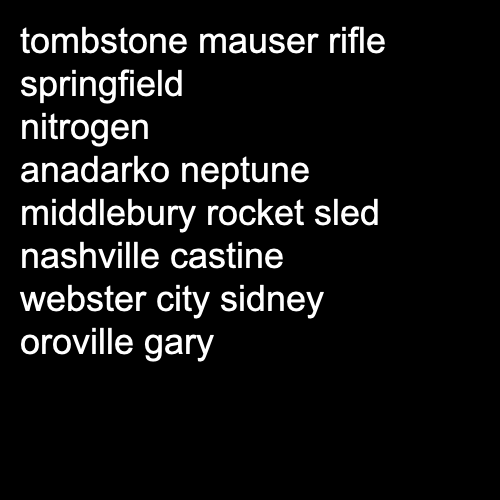 tombstone mauser rifle
springfield
nitrogen
anadarko neptune
middlebury rocket sled
nashville castine
webster city sidney
oroville gary